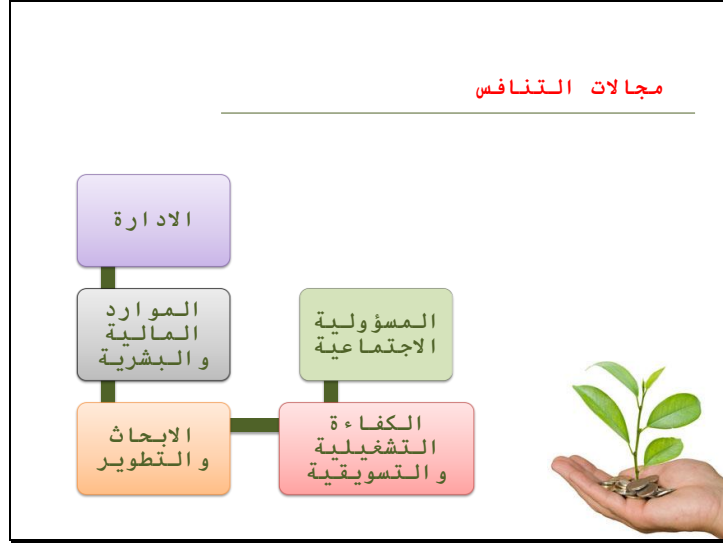 مجالات التنافس
الادارة
الموارد
المالية
والبشرية
الابحاث
والتطوير
الكفاءة
التشغيلية
والتسويقية
المسؤولية
الاجتماعية